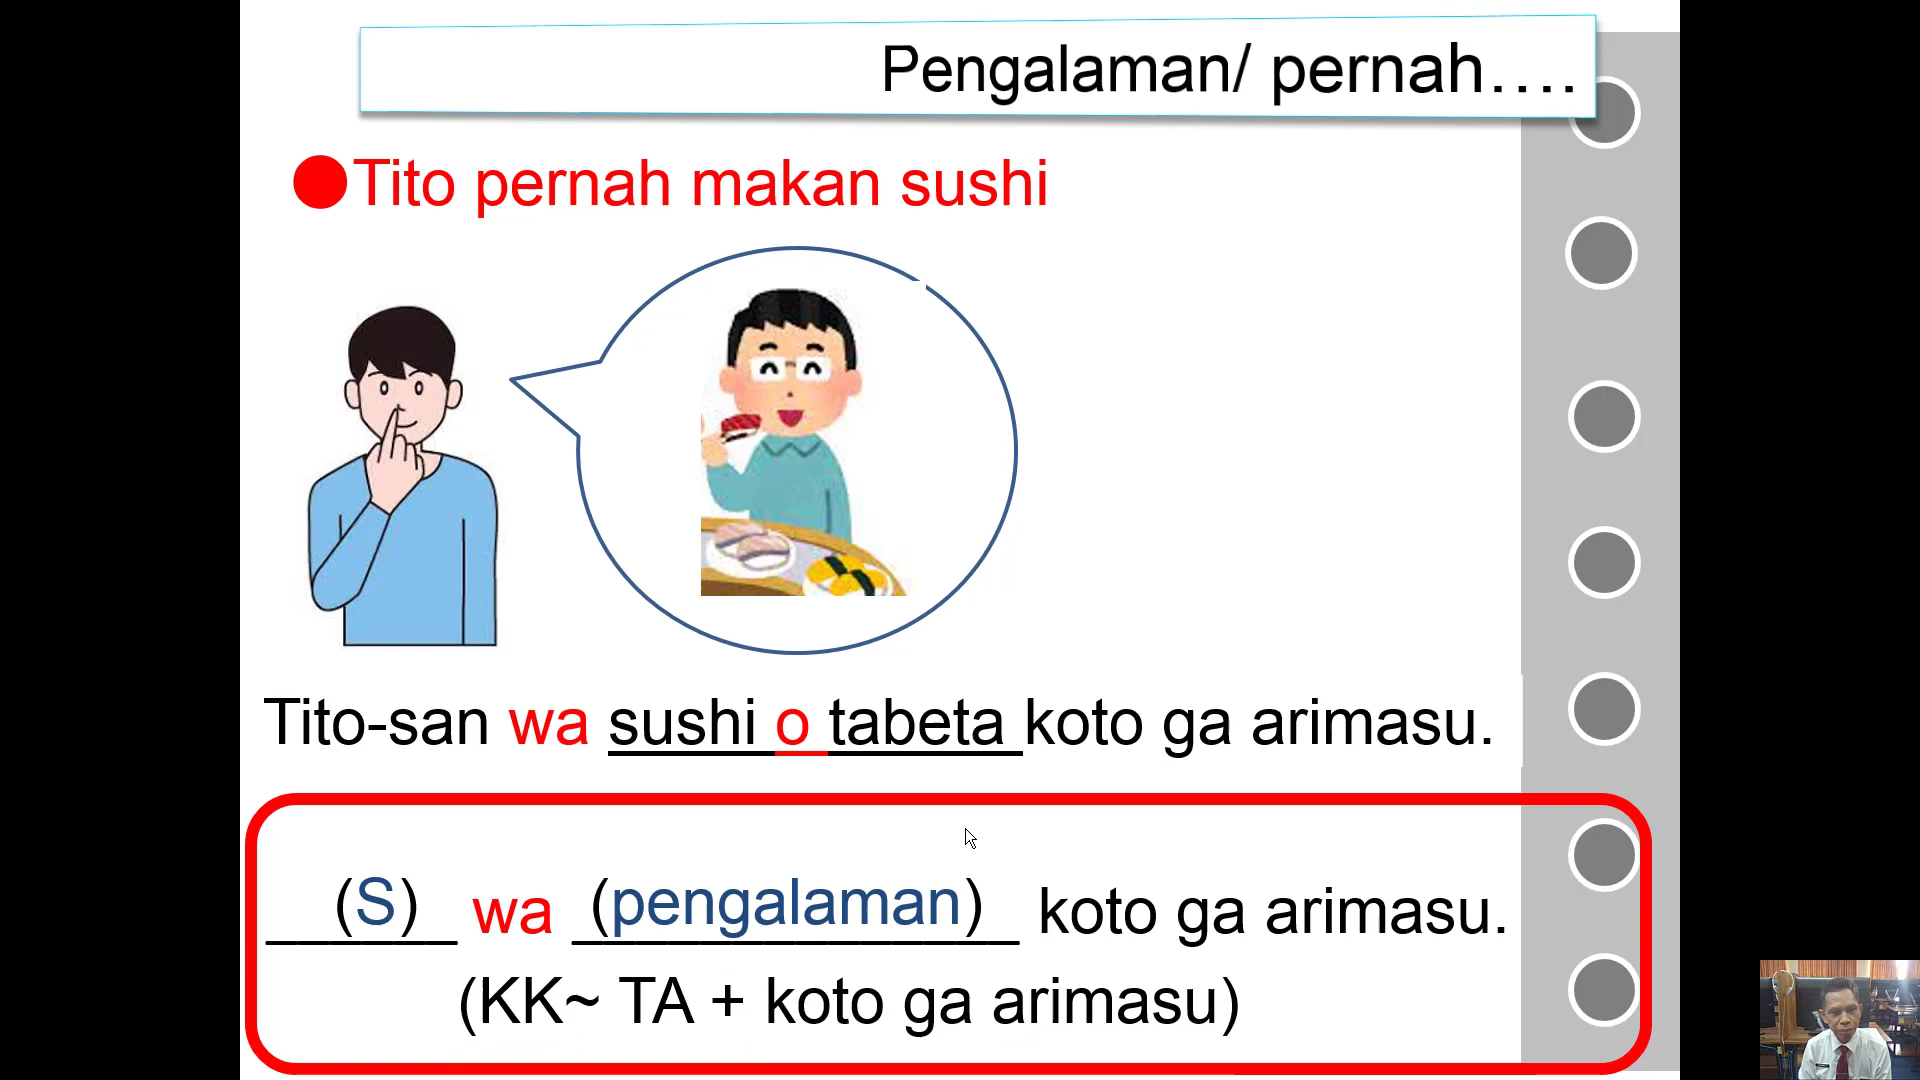 Pengalaman/ pernah....
●Tito pernah makan sushi
Tito-san wa sushi o tabeta koto ga arimasu.
(S) wa (pengalaman) koto ga arimasu.
(KK~ TA + koto ga arimasu)